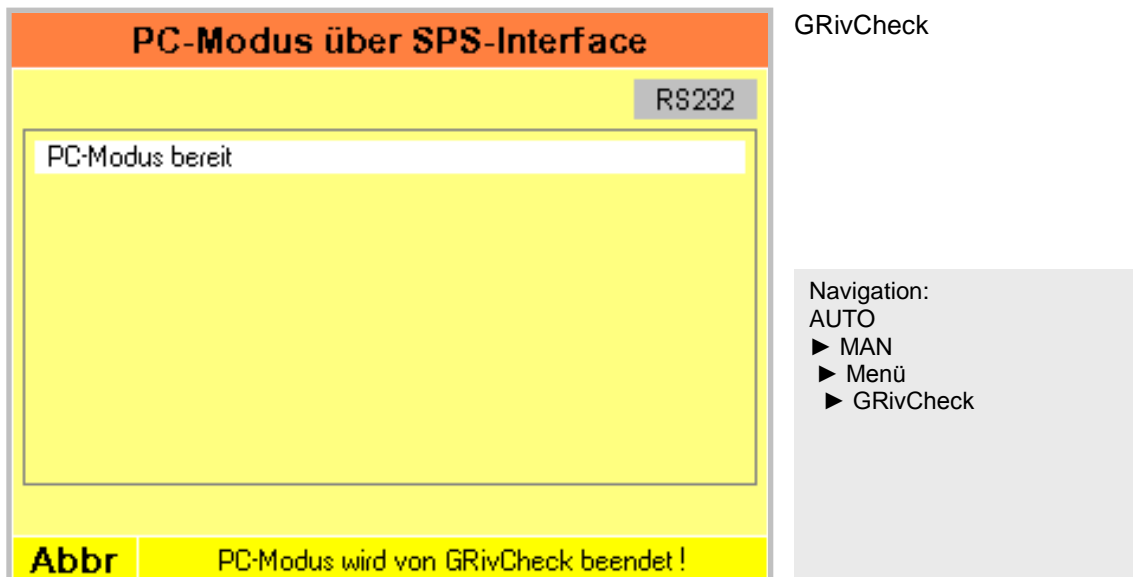 PC-Modus über SPS-Interface
RS232
PC-Modus bereit
Abbr
PC-Modus wird von GRivCheck beendet !
GRivCheck
Navigation:
AUTO
► MAN
► Menü
► GRivCheck